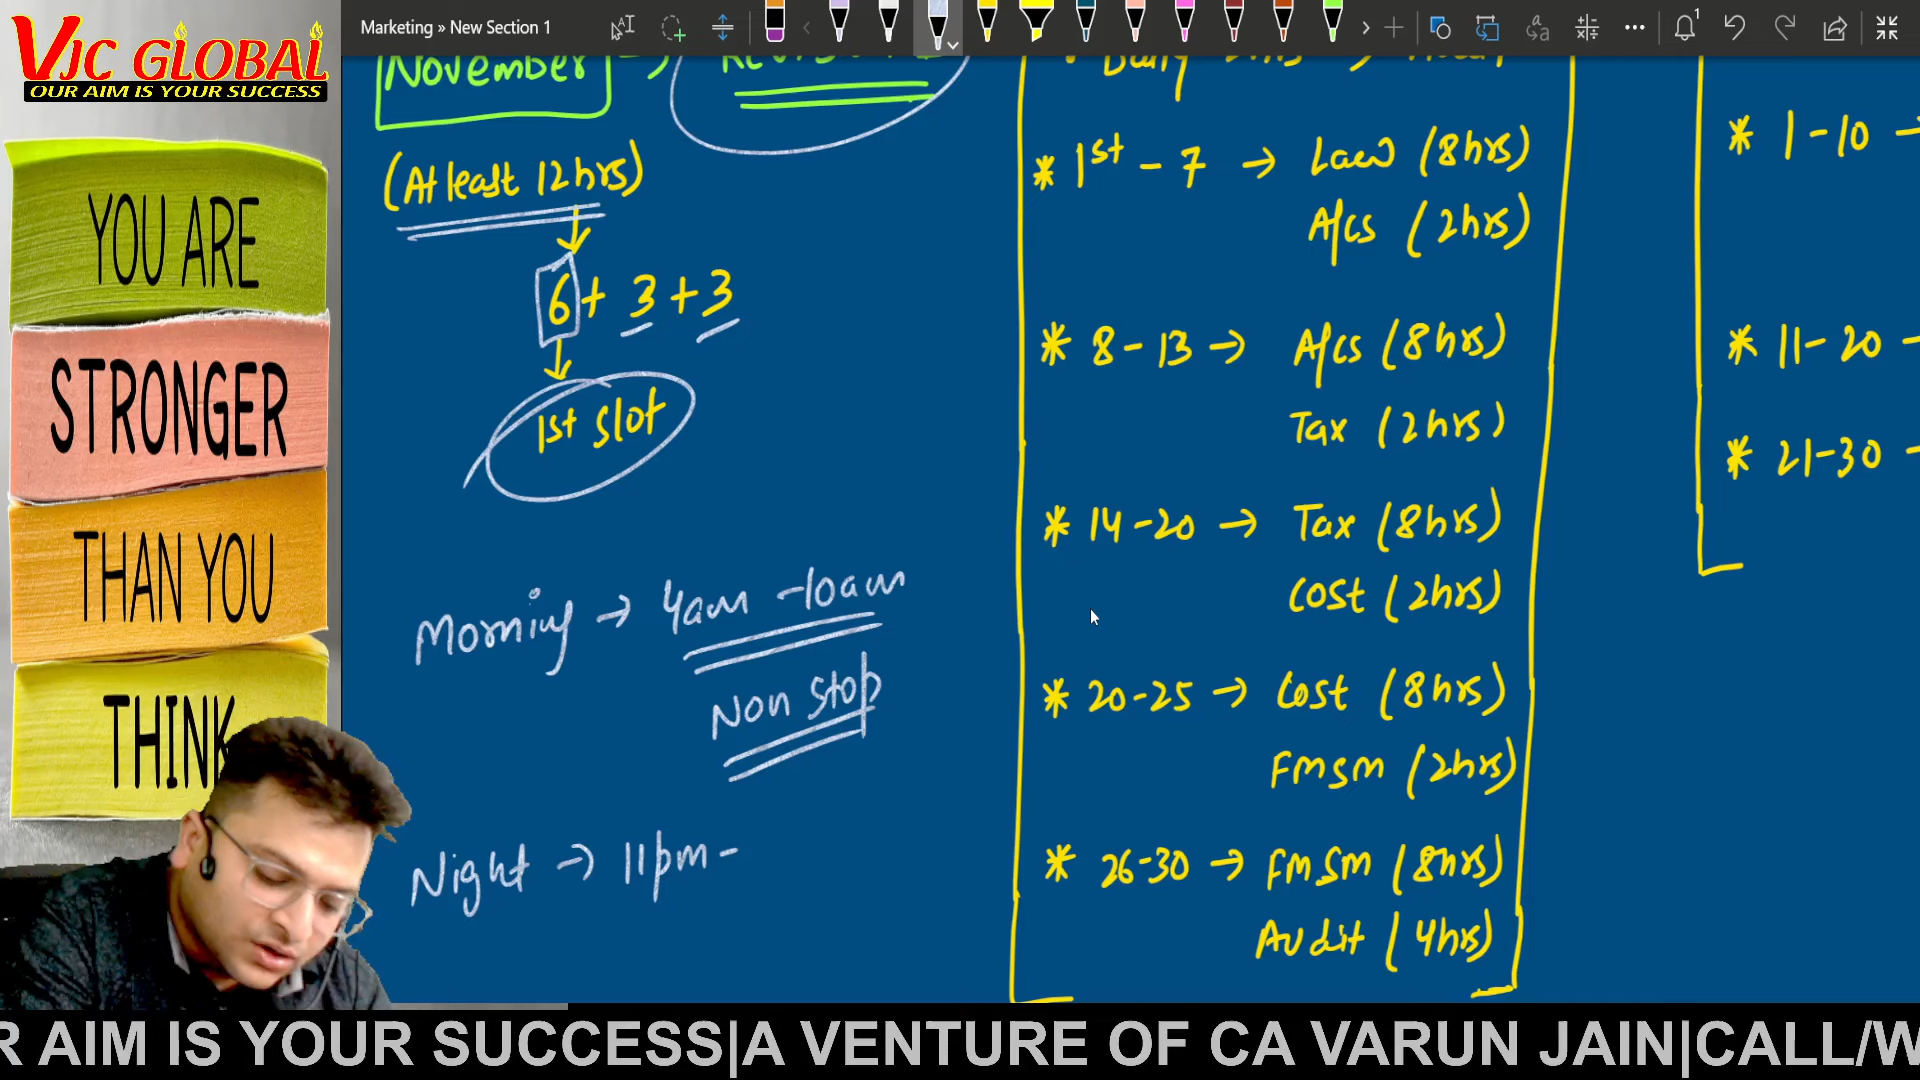 VJC GLOBAL
OUR AIM IS YOUR SUCCESS
YOU ARE
STRONGER
THAN YOU
THINK
Marketing » New Section 1
November →
(At least 12hrs)
6 + 3 + 3
1st slot
Morning → 4am - 10am
Non Stop
Night → 11pm -
* 1st - 7 → Law (8hrs)
A/cs (2hrs)
* 8 - 13 → A/cs (8hrs)
Tax (2hrs)
* 14 - 20 → Tax (8hrs)
Cost (2hrs)
* 20 - 25 → Cost (8hrs)
FMSM (2hrs)
* 26-30 → FMSM (8hrs)
Audit (4hrs)
* 1 - 10 →
* 11 - 20 -
* 21-30 -
R AIM IS YOUR SUCCESS|A VENTURE OF CA VARUN JAIN|CALL/W